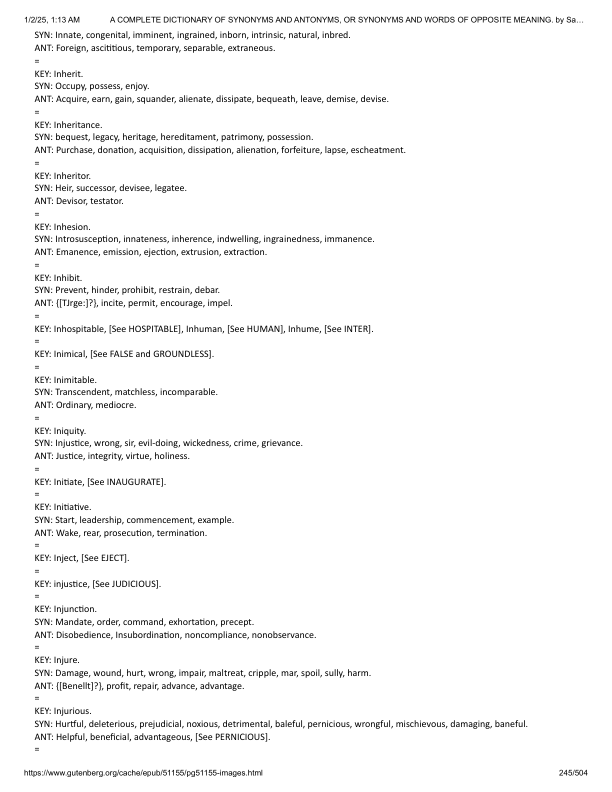 1/2/25, 1:13 AM A COMPLETE DICTIONARY OF SYNONYMS AND ANTONYMS, OR SYNONYMS AND WORDS OF OPPOSITE MEANING. by Sa…
SYN: Innate, congenital, imminent, ingrained, inborn, intrinsic, natural, inbred.
ANT: Foreign, ascititious, temporary, separable, extraneous.
=
KEY: Inherit.
SYN: Occupy, possess, enjoy.
ANT: Acquire, earn, gain, squander, alienate, dissipate, bequeath, leave, demise, devise.
=
KEY: Inheritance.
SYN: bequest, legacy, heritage, hereditament, patrimony, possession.
ANT: Purchase, donation, acquisition, dissipation, alienation, forfeiture, lapse, escheatment.
=
KEY: Inheritor.
SYN: Heir, successor, devisee, legatee.
ANT: Devisor, testator.
=
KEY: Inhesion.
SYN: Introsusception, innateness, inherence, indwelling, ingrainedness, immanence.
ANT: Emanence, emission, ejection, extrusion, extraction.
=
KEY: Inhibit.
SYN: Prevent, hinder, prohibit, restrain, debar.
ANT: {[TJrge:]?}, incite, permit, encourage, impel.
=
KEY: Inhospitable, [See HOSPITABLE], Inhuman, [See HUMAN], Inhume, [See INTER].
=
KEY: Inimical, [See FALSE and GROUNDLESS].
=
KEY: Inimitable.
SYN: Transcendent, matchless, incomparable.
ANT: Ordinary, mediocre.
=
KEY: Iniquity.
SYN: Injustice, wrong, sir, evil-doing, wickedness, crime, grievance.
ANT: Justice, integrity, virtue, holiness.
=
KEY: Initiate, [See INAUGURATE].
=
KEY: Initiative.
SYN: Start, leadership, commencement, example.
ANT: Wake, rear, prosecution, termination.
=
KEY: Inject, [See EJECT].
=
KEY: injustice, [See JUDICIOUS].
=
KEY: Injunction.
SYN: Mandate, order, command, exhortation, precept.
ANT: Disobedience, Insubordination, noncompliance, nonobservance.
=
KEY: Injure.
SYN: Damage, wound, hurt, wrong, impair, maltreat, cripple, mar, spoil, sully, harm.
ANT: {[Benellt]?}, profit, repair, advance, advantage.
=
KEY: Injurious.
SYN: Hurtful, deleterious, prejudicial, noxious, detrimental, baleful, pernicious, wrongful, mischievous, damaging, baneful.
ANT: Helpful, beneficial, advantageous, [See PERNICIOUS].
=
https://www.gutenberg.org/cache/epub/51155/pg51155-images.html 245/504